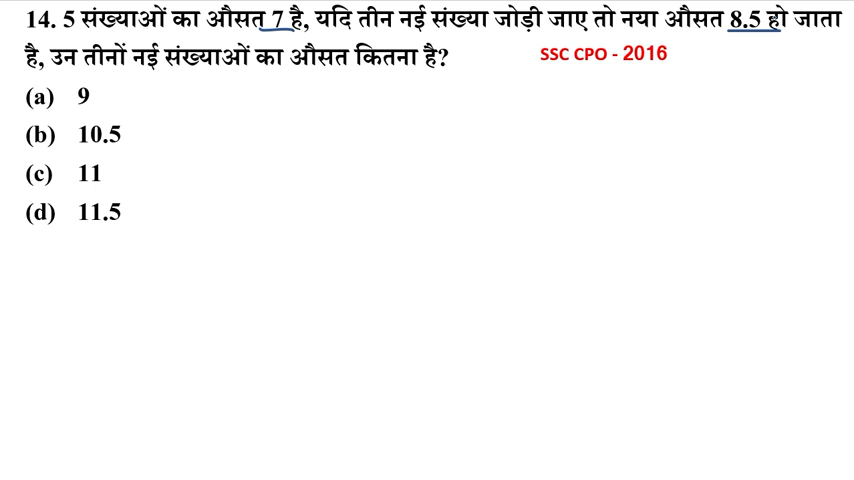 14. 5 संख्याओं का औसत 7 है, यदि तीन नई संख्या जोड़ी जाए तो नया औसत 8.5 हो जाता
है, उन तीनों नई संख्याओं का औसत कितना है?
SSC CPO - 2016
(a) 9
(b) 10.5
(c) 11
(d) 11.5